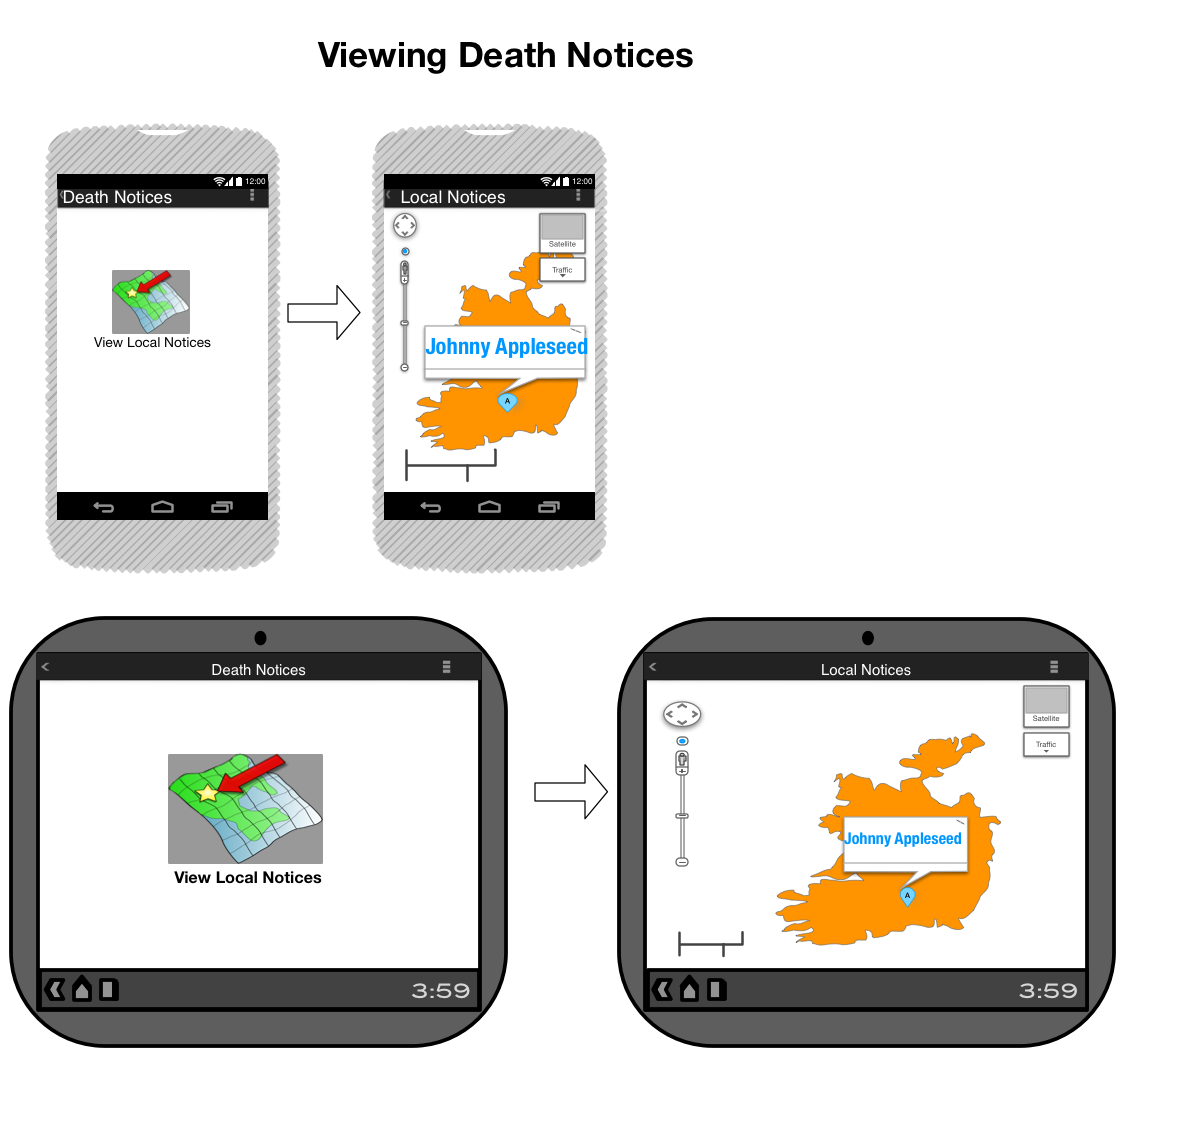 Viewing Death Notices
12:00
Death Notices
View Local Notices
12:00
Local Notices
Satellite
Traffic
Johnny Appleseed
A
Death Notices
View Local Notices
3:59
Local Notices
Satellite
Traffic
Johnny Appleseed
A
3:59